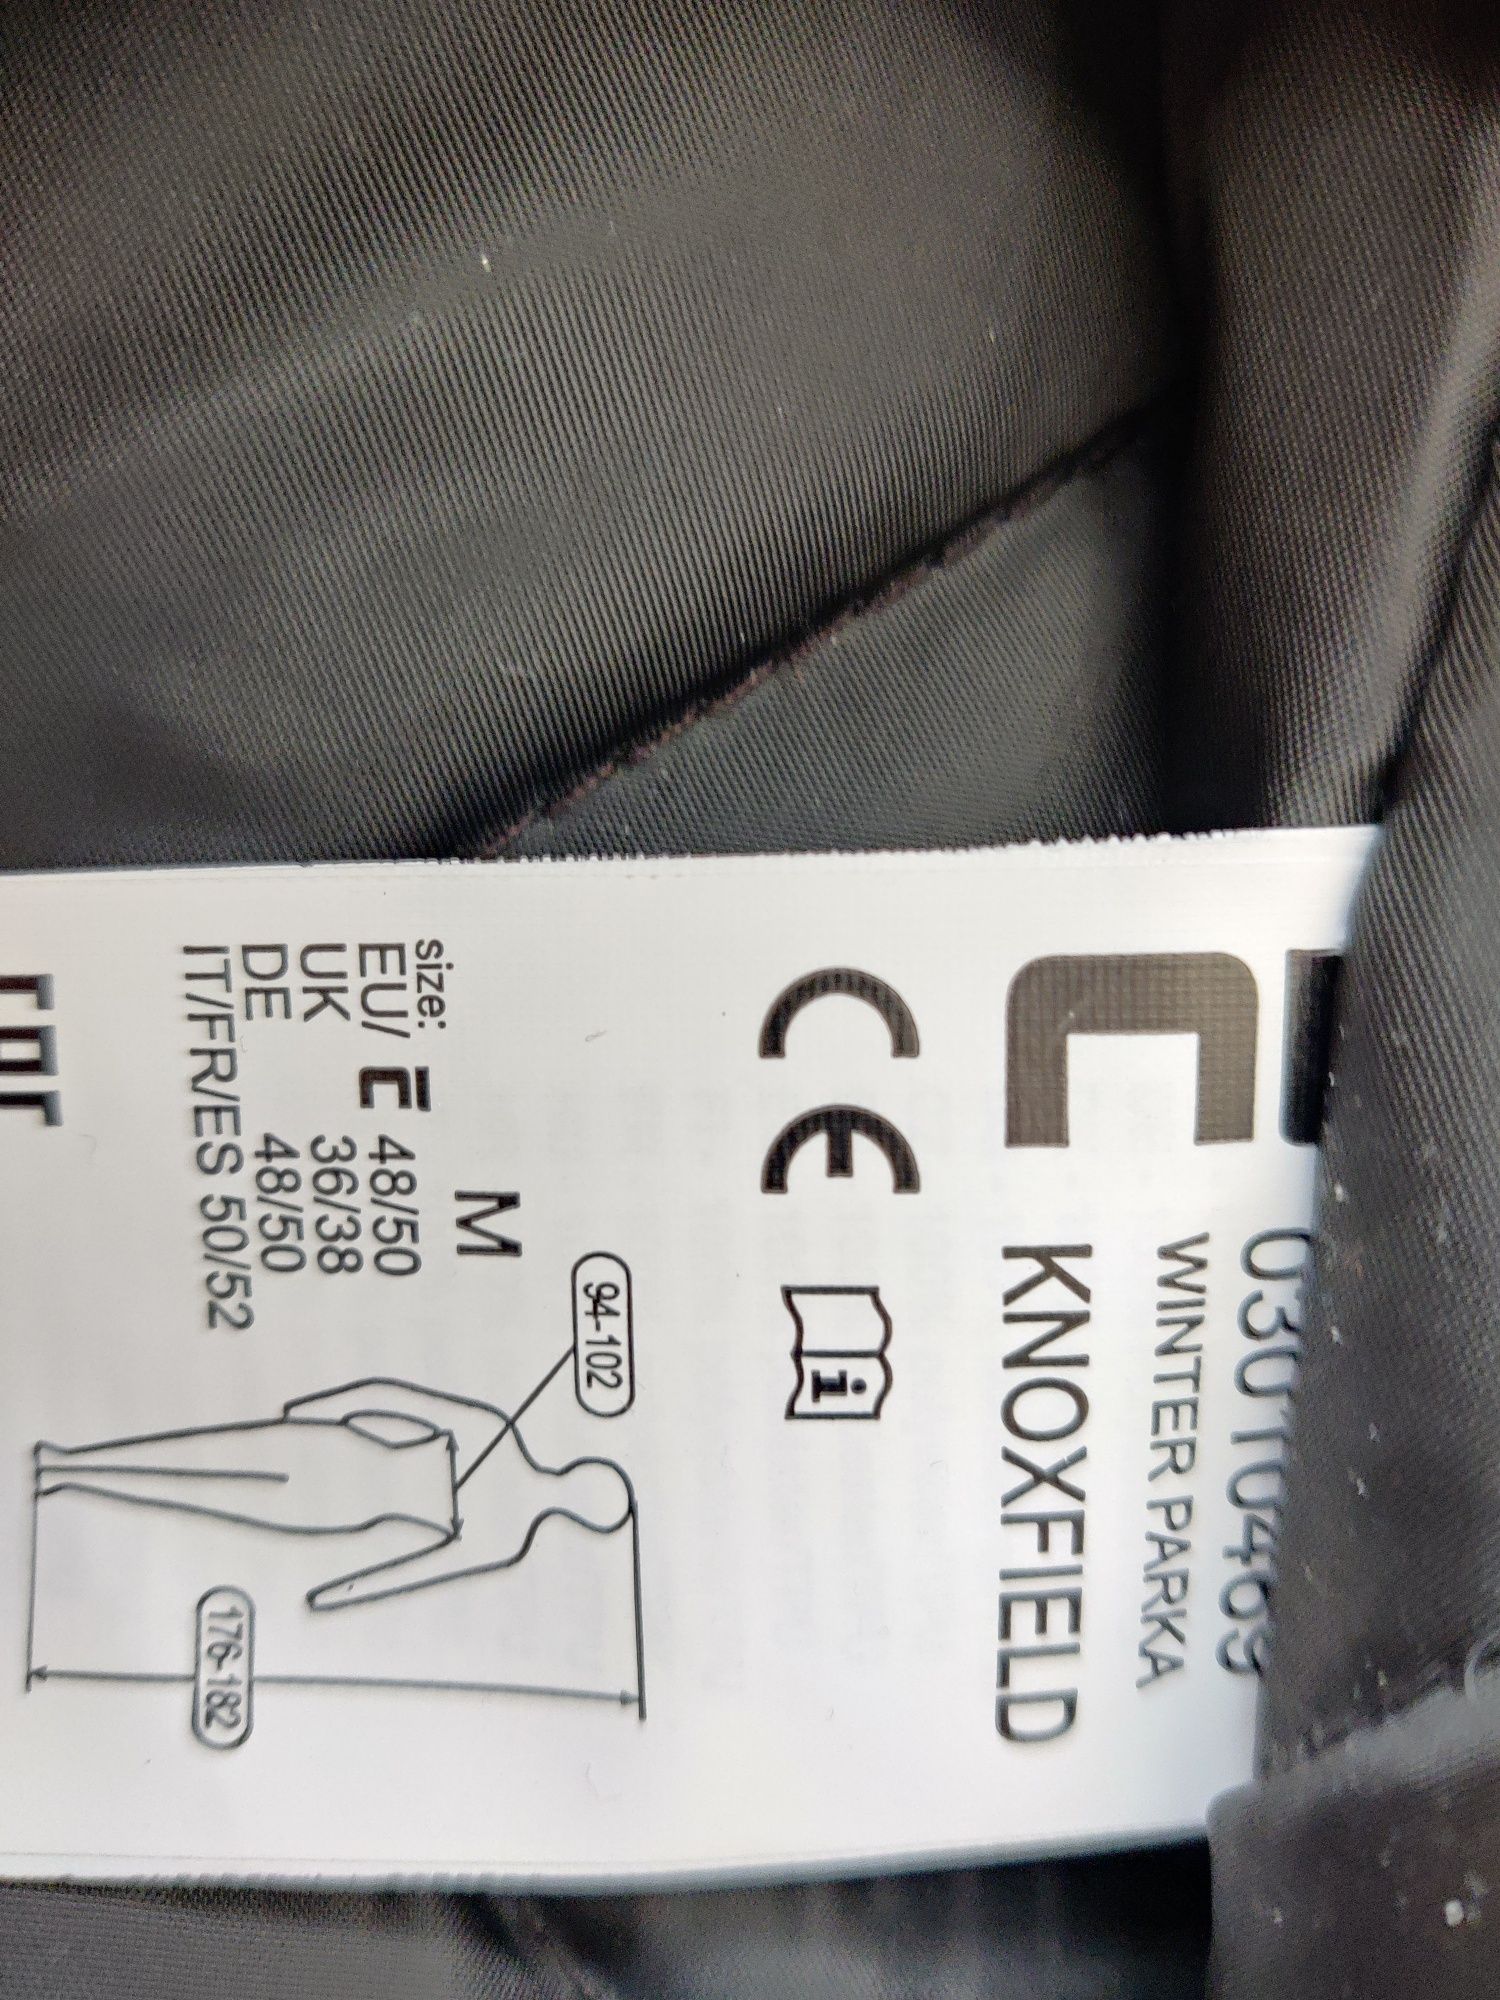 03010469
WINTER PARKA
KNOXFIELD
CE
i
94-102
M
size:
EU/ 48/50
UK 36/38
DE 48/50
IT/FR/ES 50/52
176-182